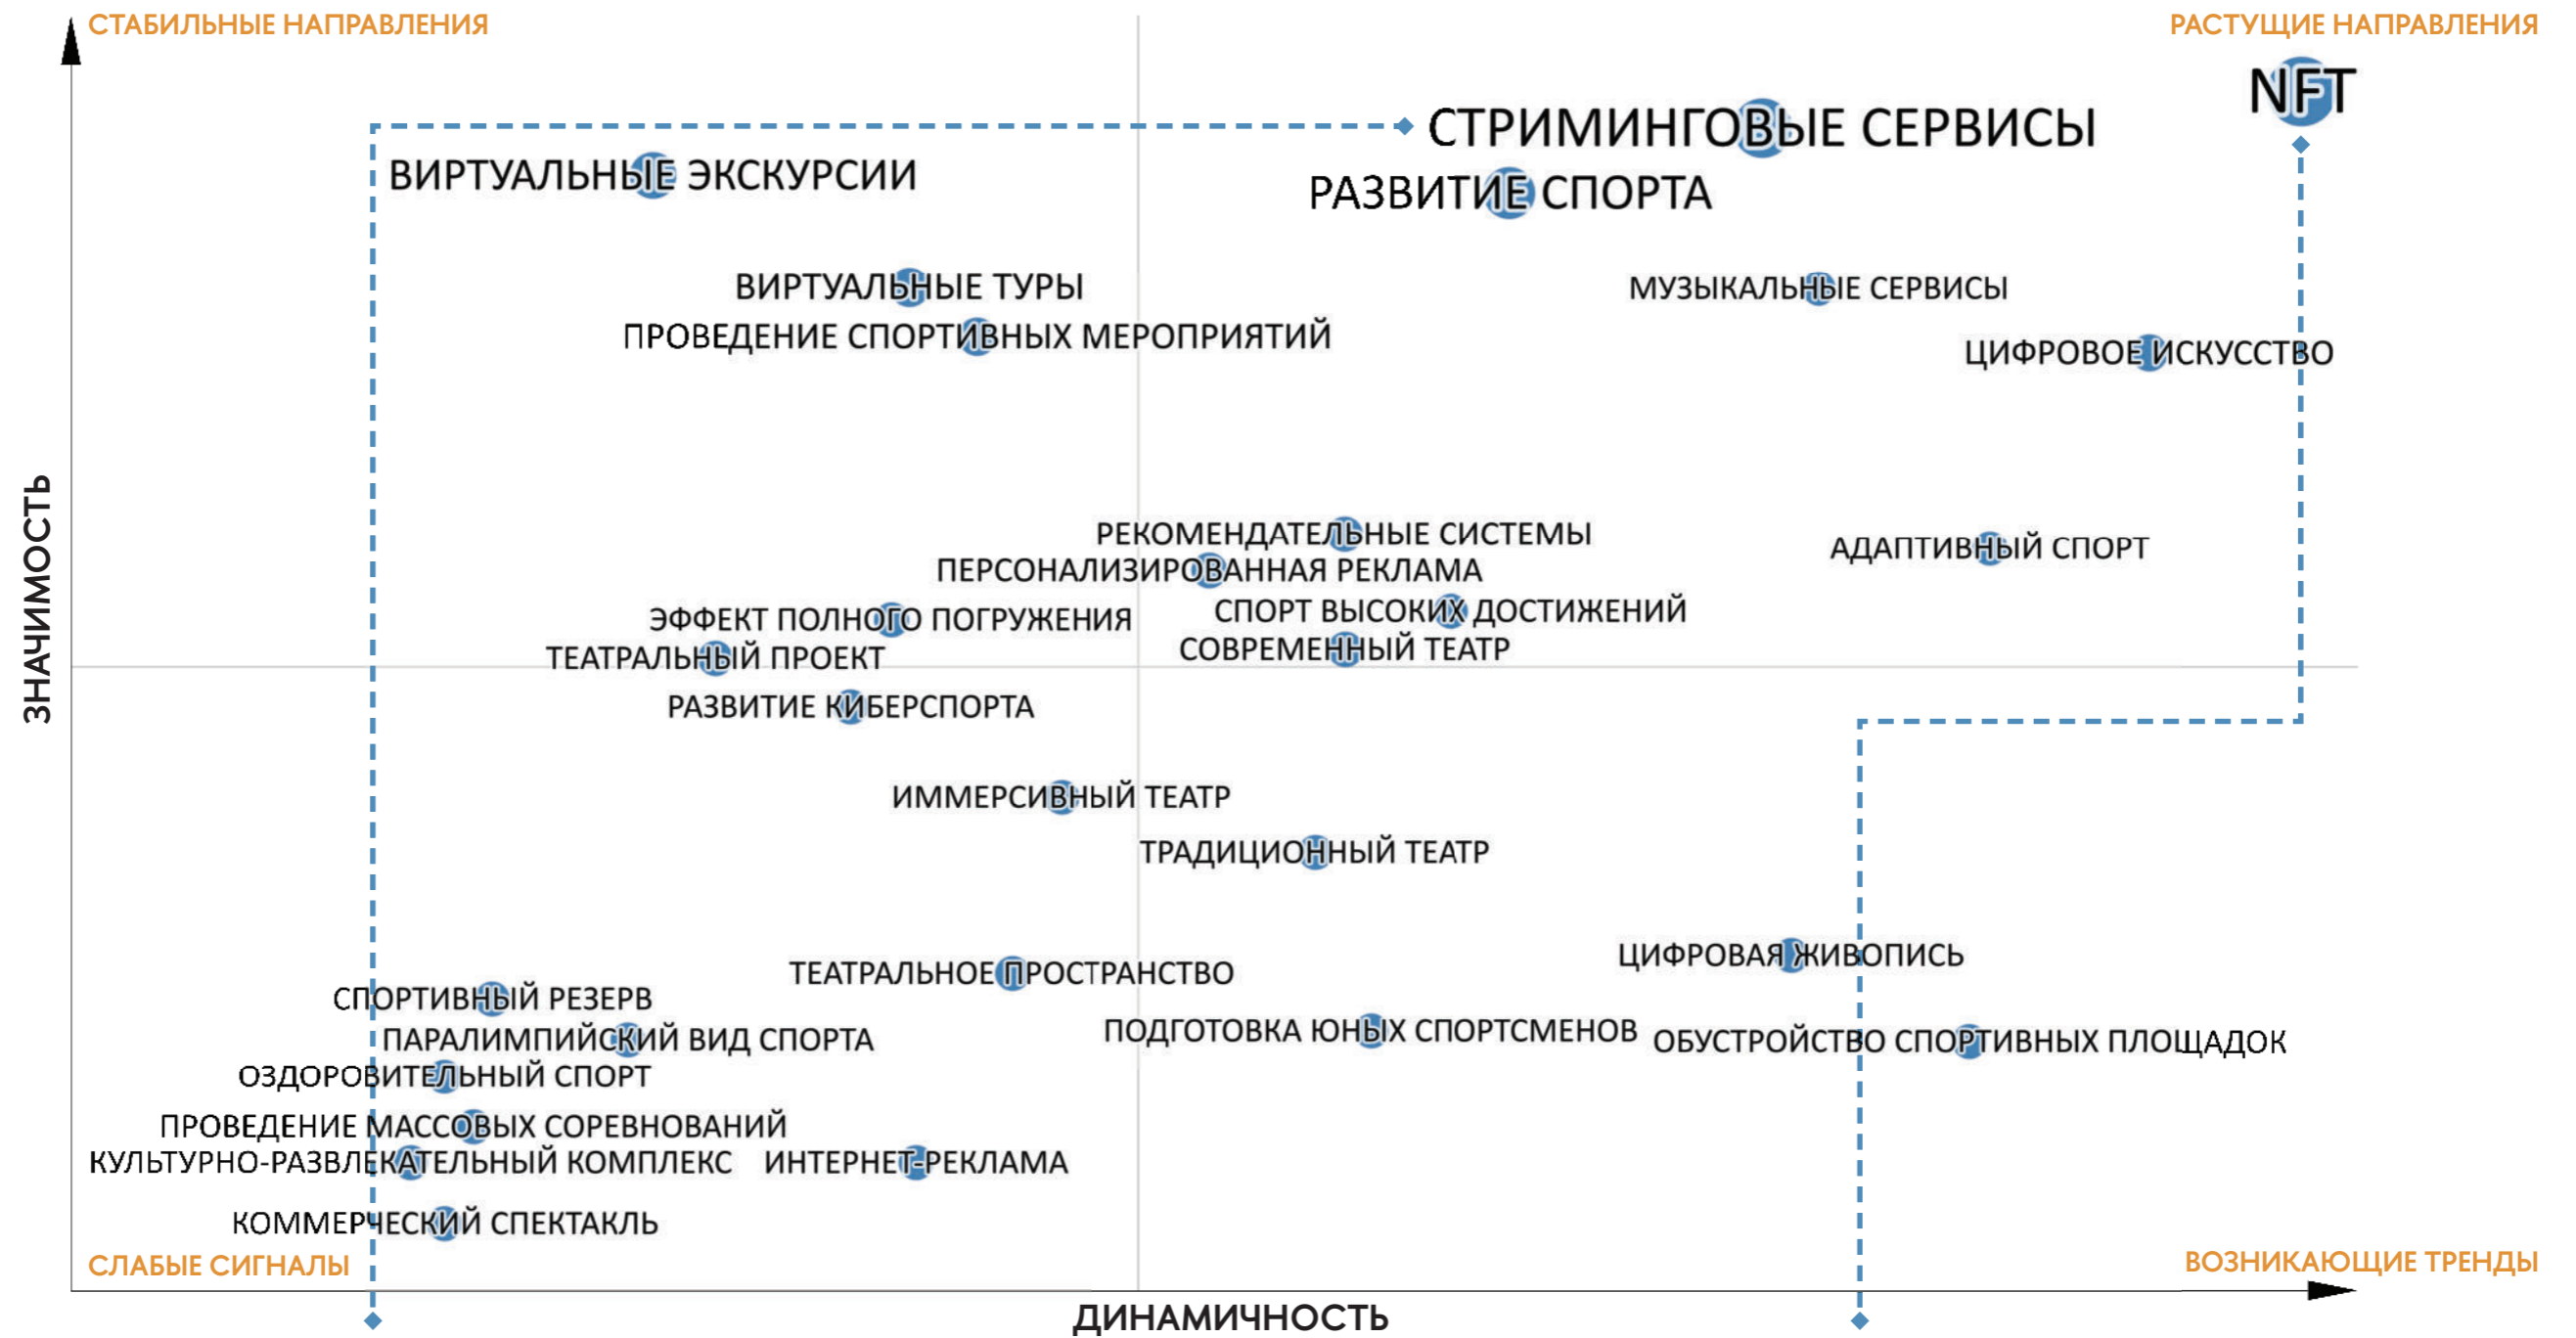 СТАБИЛЬНЫЕ НАПРАВЛЕНИЯ
РАСТУЩИЕ НАПРАВЛЕНИЯ
NFT
СТРИМИНГОВЫЕ СЕРВИСЫ
ВИРТУАЛЬНЫЕ ЭКСКУРСИИ
РАЗВИТИЕ СПОРТА
ВИРТУАЛЬНЫЕ ТУРЫ
МУЗЫКАЛЬНЫЕ СЕРВИСЫ
ПРОВЕДЕНИЕ СПОРТИВНЫХ МЕРОПРИЯТИЙ
ЦИФРОВОЕ ИСКУССТВО
ЗНАЧИМОСТЬ
РЕКОМЕНДАТЕЛЬНЫЕ СИСТЕМЫ
АДАПТИВНЫЙ СПОРТ
ПЕРСОНАЛИЗИРОВАННАЯ РЕКЛАМА
ЭФФЕКТ ПОЛНОГО ПОГРУЖЕНИЯ
СПОРТ ВЫСОКИХ ДОСТИЖЕНИЙ
ТЕАТРАЛЬНЫЙ ПРОЕКТ
СОВРЕМЕННЫЙ ТЕАТР
РАЗВИТИЕ КИБЕРСПОРТА
ИММЕРСИВНЫЙ ТЕАТР
ТРАДИЦИОННЫЙ ТЕАТР
ЦИФРОВАЯ ЖИВОПИСЬ
ТЕАТРАЛЬНОЕ ПРОСТРАНСТВО
СПОРТИВНЫЙ РЕЗЕРВ
ПОДГОТОВКА ЮНЫХ СПОРТСМЕНОВ
ПАРАЛИМПИЙСКИЙ ВИД СПОРТА
ОБУСТРОЙСТВО СПОРТИВНЫХ ПЛОЩАДОК
ОЗДОРОВИТЕЛЬНЫЙ СПОРТ
ПРОВЕДЕНИЕ МАССОВЫХ СОРЕВНОВАНИЙ
КУЛЬТУРНО-РАЗВЛЕКАТЕЛЬНЫЙ КОМПЛЕКС
ИНТЕРНЕТ-РЕКЛАМА
КОММЕРЧЕСКИЙ СПЕКТАКЛЬ
СЛАБЫЕ СИГНАЛЫ
ВОЗНИКАЮЩИЕ ТРЕНДЫ
ДИНАМИЧНОСТЬ